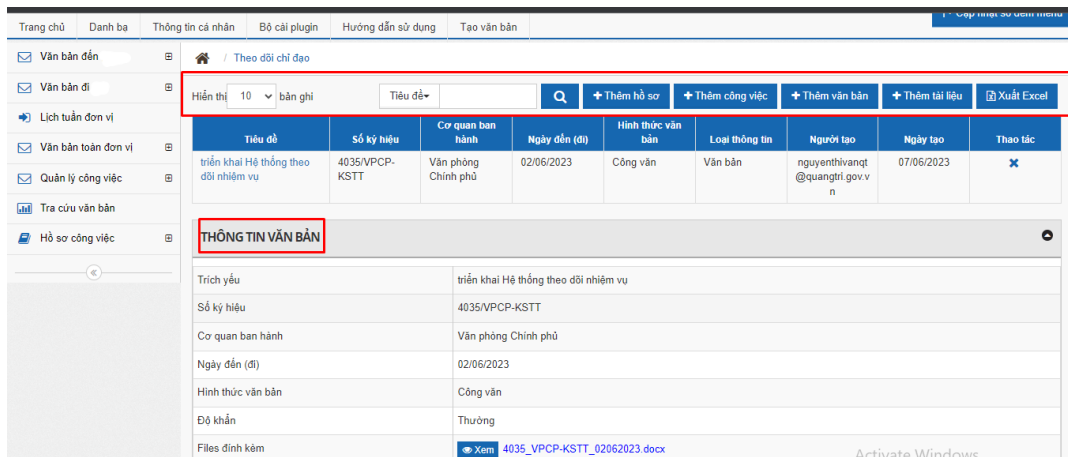 Cập nhật số đếm menu
Trang chủ Danh bạ Thông tin cá nhân Bộ cài plugin Hướng dẫn sử dụng Tạo văn bản
Văn bản đến
Văn bản đi
Lịch tuần đơn vị
Văn bản toàn đơn vị
Quản lý công việc
Tra cứu văn bản
Hồ sơ công việc
/ Theo dõi chỉ đạo
Hiển thị 10 bản ghi Tiêu đề Thêm hồ sơ Thêm công việc Thêm văn bản Thêm tài liệu Xuất Excel
Tiêu đề Số ký hiệu Cơ quan ban hành Ngày đến (đi) Hình thức văn bản Loại thông tin Người tạo Ngày tạo Thao tác
triển khai Hệ thống theo 4035/VPCP- Văn phòng 02/06/2023 Công văn Văn bản nguyenthivanqt 07/06/2023
dõi nhiệm vụ KSTT Chính phủ @quangtri.gov.v
n
THÔNG TIN VĂN BẢN
Trích yếu triển khai Hệ thống theo dõi nhiệm vụ
Số ký hiệu 4035/VPCP-KSTT
Cơ quan ban hành Văn phòng Chính phủ
Ngày đến (đi) 02/06/2023
Hình thức văn bản Công văn
Độ khẩn Thường
Files đính kèm Xem 4035_VPCP-KSTT_02062023.docx
Activate Windows